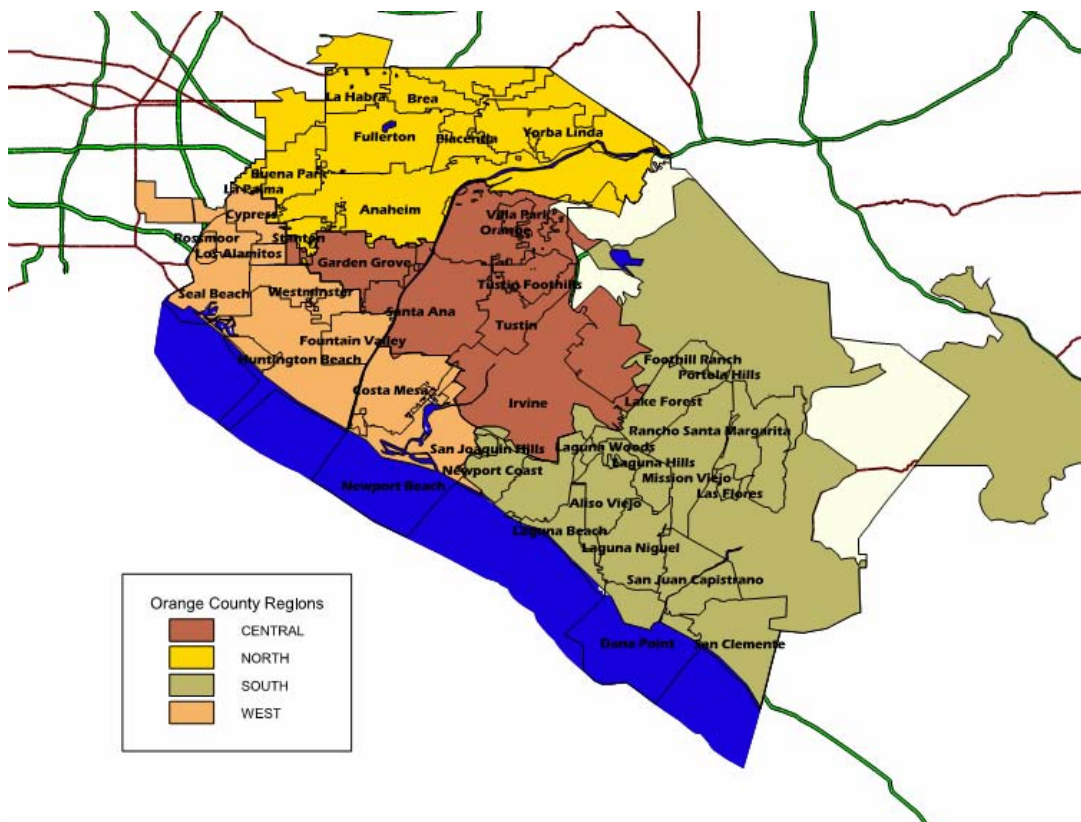 La Habra
Brea
Fullerton
Placentia
Yorba Linda
Buena Park
La Palma
Anaheim
Cypress
Villa Park
Orange
Rossmoor
Stanton
Los Alamitos
Garden Grove
Tustin Foothills
Seal Beach
Westminster
Santa Ana
Tustin
Fountain Valley
Huntington Beach
Foothill Ranch
Portola Hills
Costa Mesa
Irvine
Lake Forest
Rancho Santa Margarita
San Joaquin Hills
Laguna Woods
Newport Coast
Laguna Hills
Mission Viejo
Newport Beach
Las Flores
Aliso Viejo
Laguna Beach
Laguna Niguel
San Juan Capistrano
Dana Point
San Clemente
Orange County Regions
CENTRAL
NORTH
SOUTH
WEST